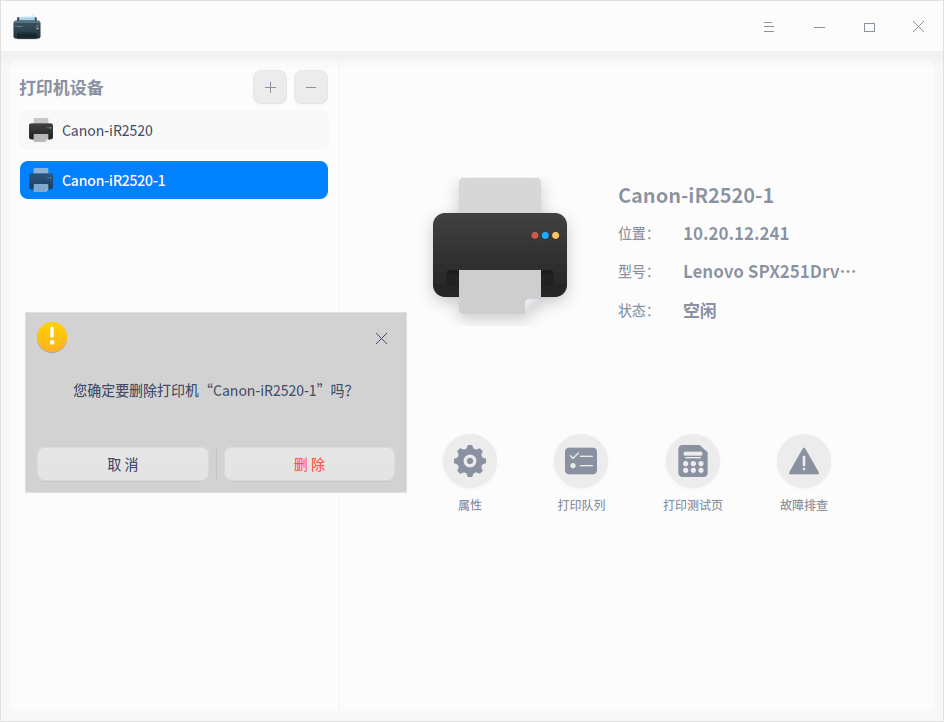 打印机设备
Canon-iR2520
Canon-iR2520-1
Canon-iR2520-1
位置： 10.20.12.241
型号： Lenovo SPX251Drv···
状态： 空闲
您确定要删除打印机“Canon-iR2520-1”吗？
取 消 删 除
属性 打印队列 打印测试页 故障排查